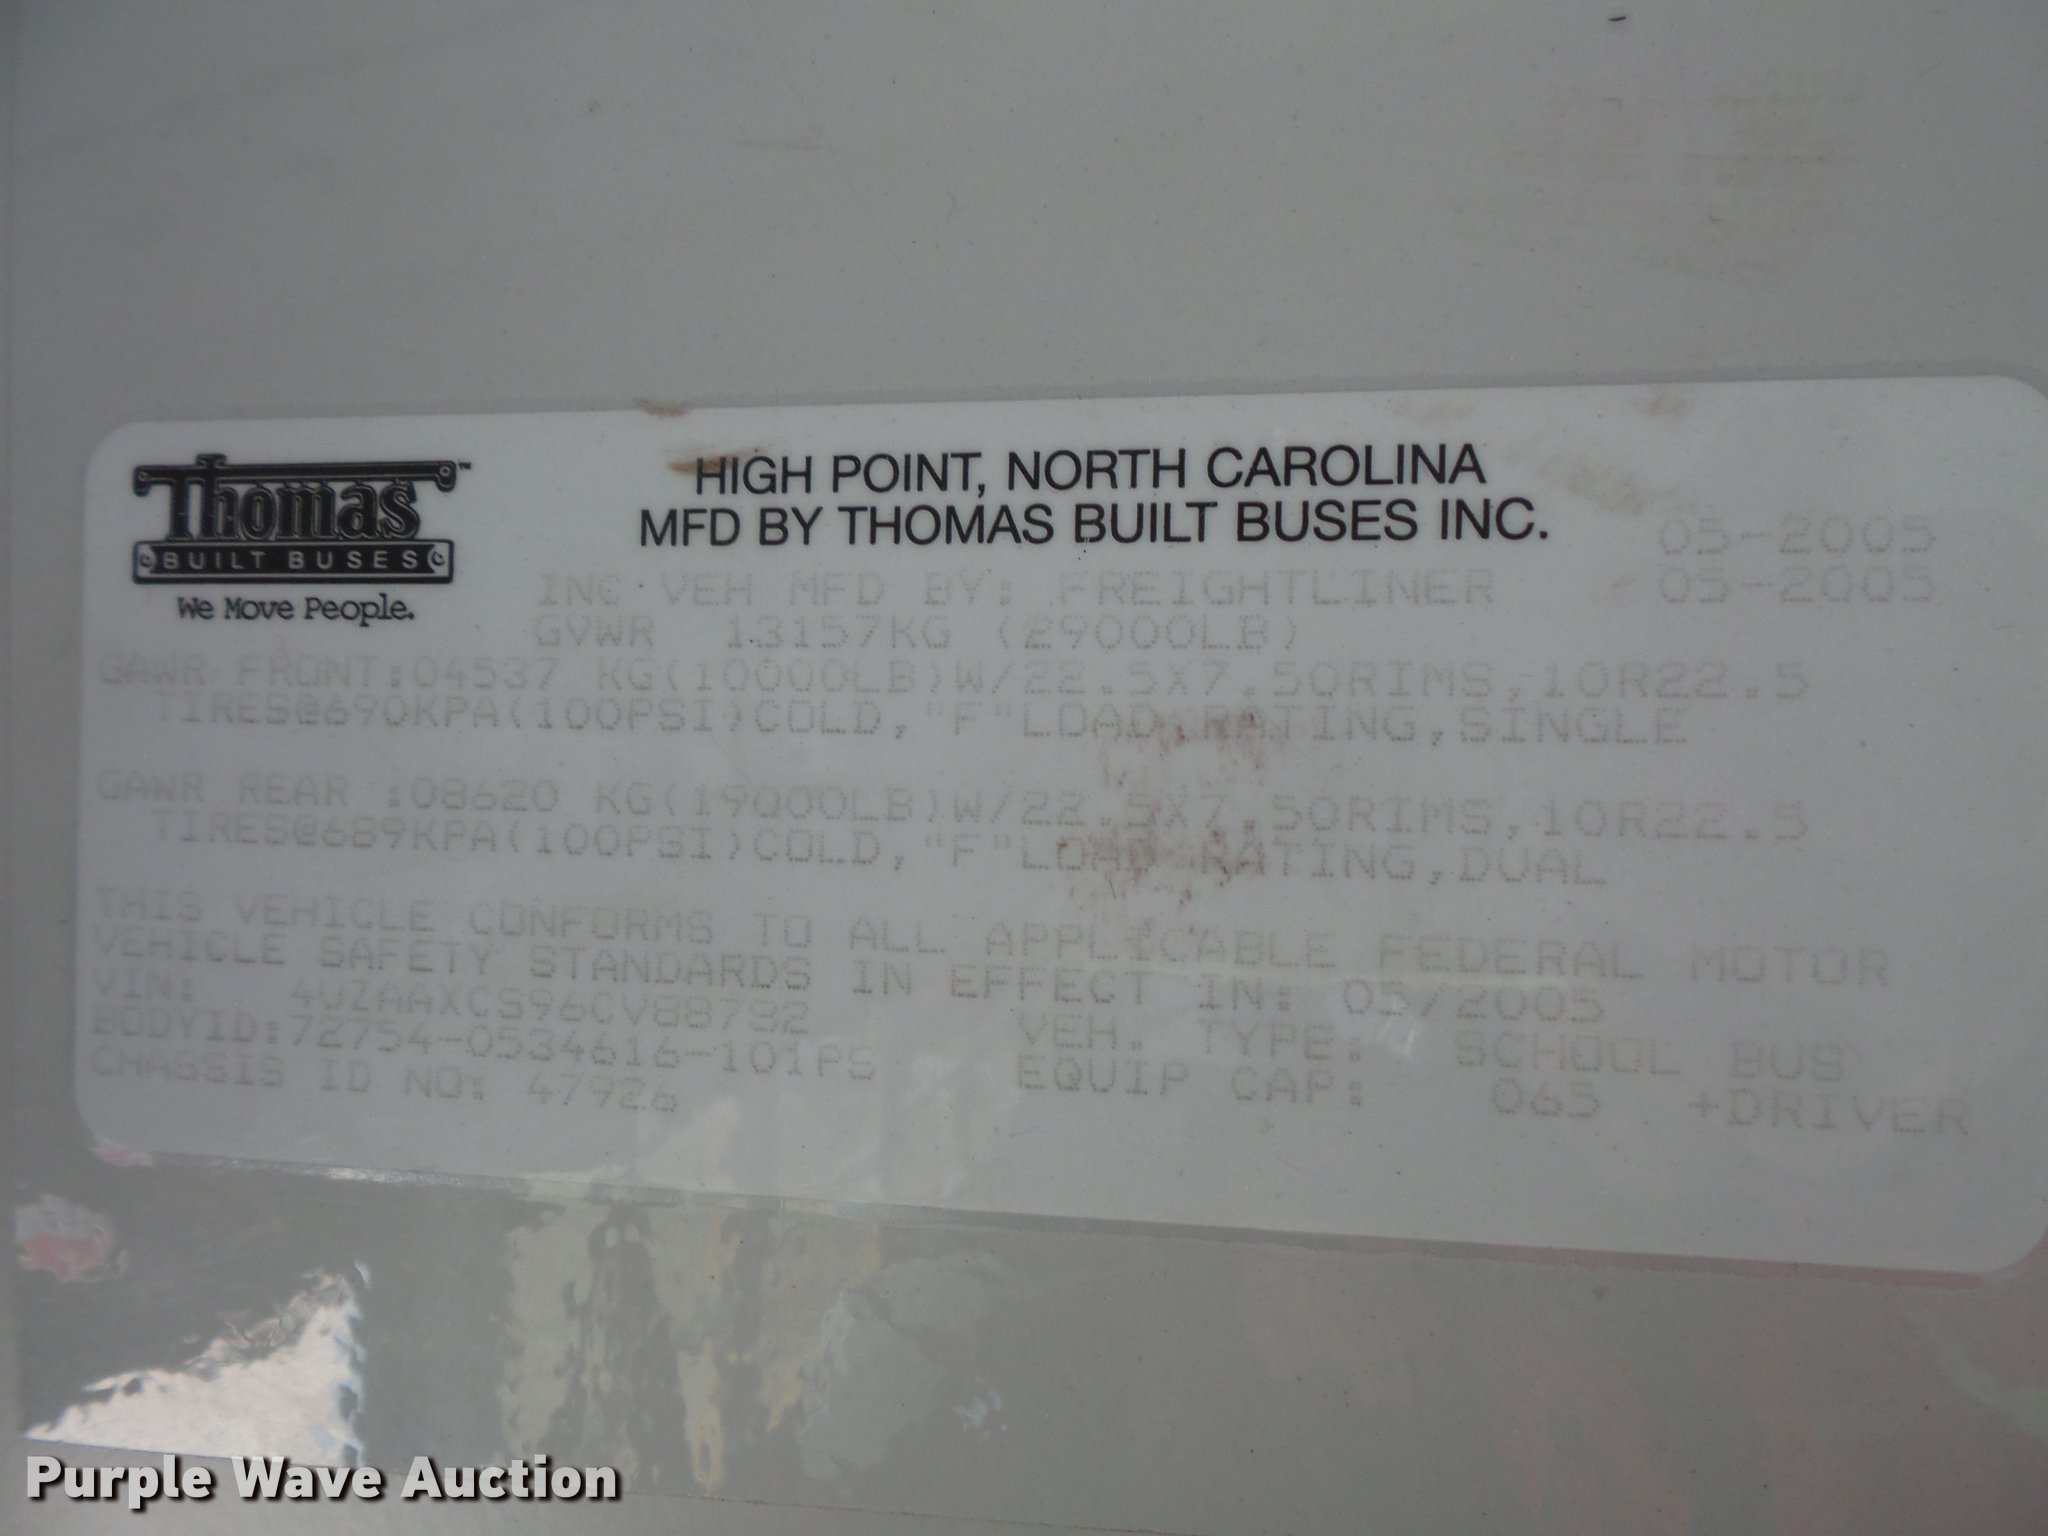 Thomas™
BUILT BUSES
We Move People.
HIGH POINT, NORTH CAROLINA
MFD BY THOMAS BUILT BUSES INC.
05-2005
INC VEH MFD BY: FREIGHTLINER 05-2005
GVWR 13157KG (29000LB)
GAWR FRONT:04537 KG(10000LB)W/22.5X7.50RIMS,10R22.5
TIRES@690KPA(100PSI)COLD,"F"LOAD RATING,SINGLE
GAWR REAR :08620 KG(19000LB)W/22.5X7.50RIMS,10R22.5
TIRES@689KPA(100PSI)COLD,"F"LOAD RATING,DUAL
THIS VEHICLE CONFORMS TO ALL APPLICABLE FEDERAL MOTOR
VEHICLE SAFETY STANDARDS IN EFFECT IN: 05/2005
VIN: 4UZAAXCS96CV88782 VEH. TYPE: SCHOOL BUS
BODYID:72754-0534616-101PS EQUIP CAP: 065 +DRIVER
CHASSIS ID NO: 47926
Purple Wave Auction